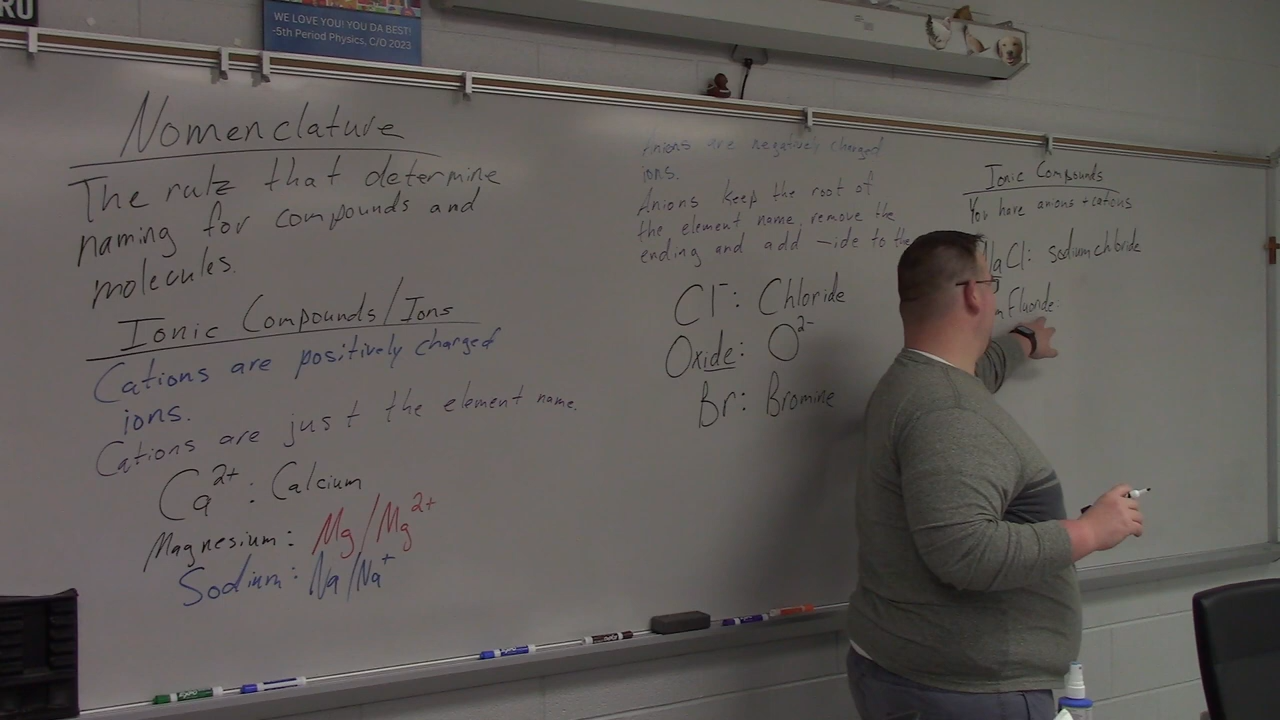 RU
WE LOVE YOU! YOU DA BEST!
-5th Period Physics, C/O 2023
Nomenclature
The rule that determine
naming for compounds and
molecules.
Ionic Compounds/Ions
Cations are positively charged
ions.
Cations are just the element name.
Ca2+: Calcium
Magnesium: Mg/Mg2+
Sodium: Na/Na+
Anions are negatively charged
ions.
Anions keep the root of
the element name, remove the
ending and add -ide to the
Cl-: Chloride
Oxide: O2-
Br: Bromine
Ionic Compounds
You have anions + cations
NaCl: sodium chloride
m Fluoride